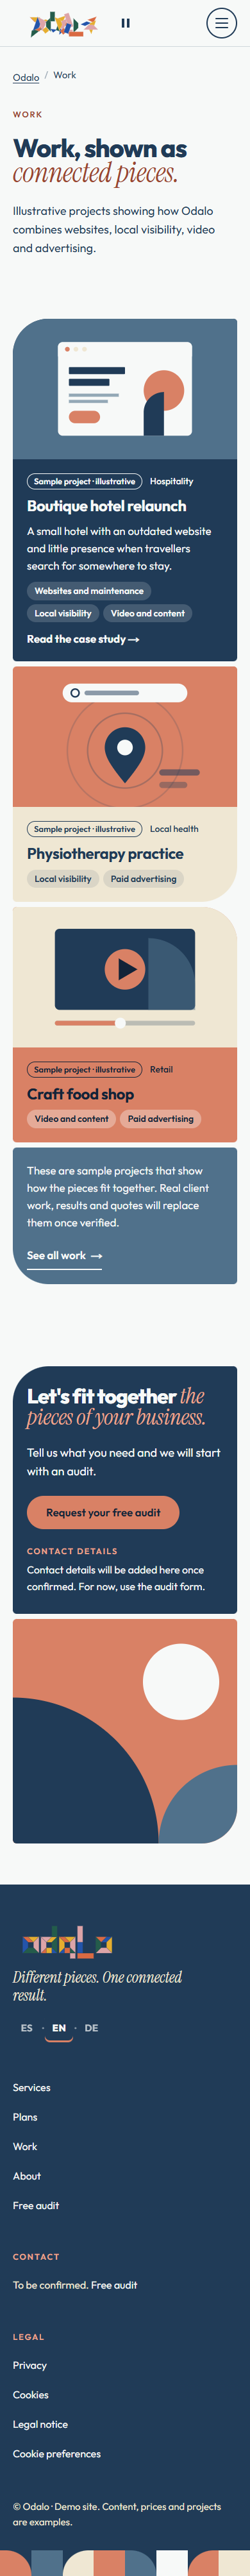 odalo
Odalo / Work
WORK
Work, shown as
connected pieces.
Illustrative projects showing how Odalo
combines websites, local visibility, video
and advertising.
Sample project · illustrative Hospitality
Boutique hotel relaunch
A small hotel with an outdated website
and little presence when travellers
search for somewhere to stay.
Websites and maintenance
Local visibility Video and content
Read the case study →
Sample project · illustrative Local health
Physiotherapy practice
Local visibility Paid advertising
Sample project · illustrative Retail
Craft food shop
Video and content Paid advertising
These are sample projects that show
how the pieces fit together. Real client
work, results and quotes will replace
them once verified.
See all work →
Let's fit together the
pieces of your business.
Tell us what you need and we will start
with an audit.
Request your free audit
CONTACT DETAILS
Contact details will be added here once
confirmed. For now, use the audit form.
odalo
Different pieces. One connected
result.
ES · EN · DE
Services
Plans
Work
About
Free audit
CONTACT
To be confirmed. Free audit
LEGAL
Privacy
Cookies
Legal notice
Cookie preferences
© Odalo · Demo site. Content, prices and projects
are examples.